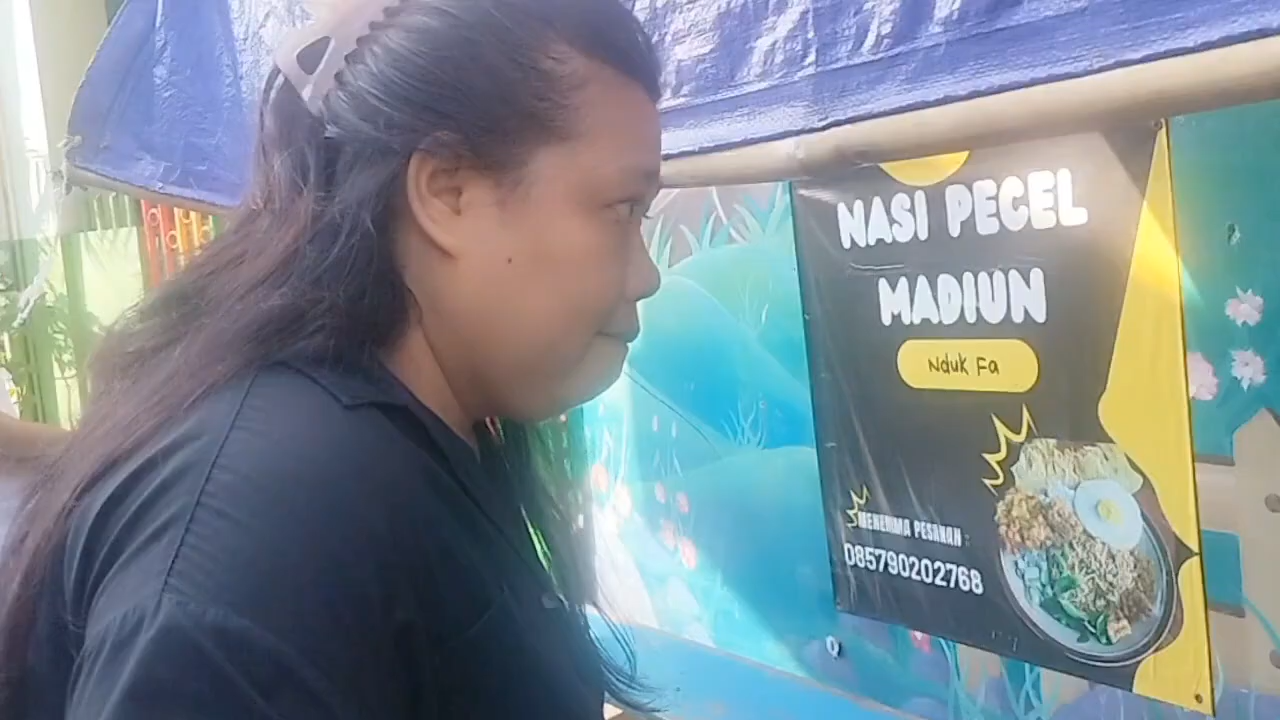 NASI PECEL
MADIUN
Nduk Fa
MENERIMA PESANAN :
085790202768